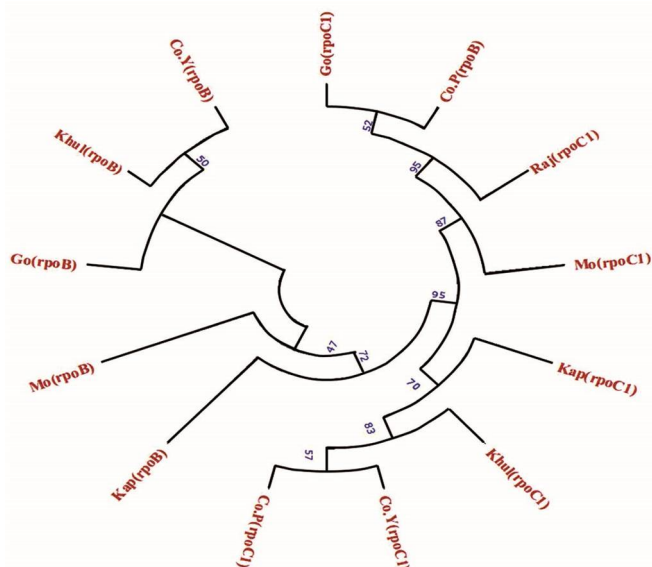 Go(rpoC1)
Co.P(rpoB)
Co.Y(rpoB)
Khul(rpoB)
Raj(rpoC1)
Go(rpoB)
Mo(rpoC1)
Mo(rpoB)
Kap(rpoC1)
Kap(rpoB)
Khul(rpoC1)
Co.P(rpoC1)
Co.Y(rpoC1
52
50
95
87
95
47
72
70
83
57